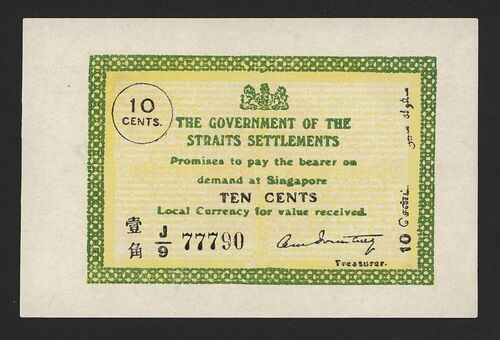 10
CENTS.
THE GOVERNMENT OF THE
STRAITS SETTLEMENTS
Promises to pay the bearer on
demand at Singapore
TEN CENTS
Local Currency for value received.
壹角
J/9 77790
Treasurer.
10